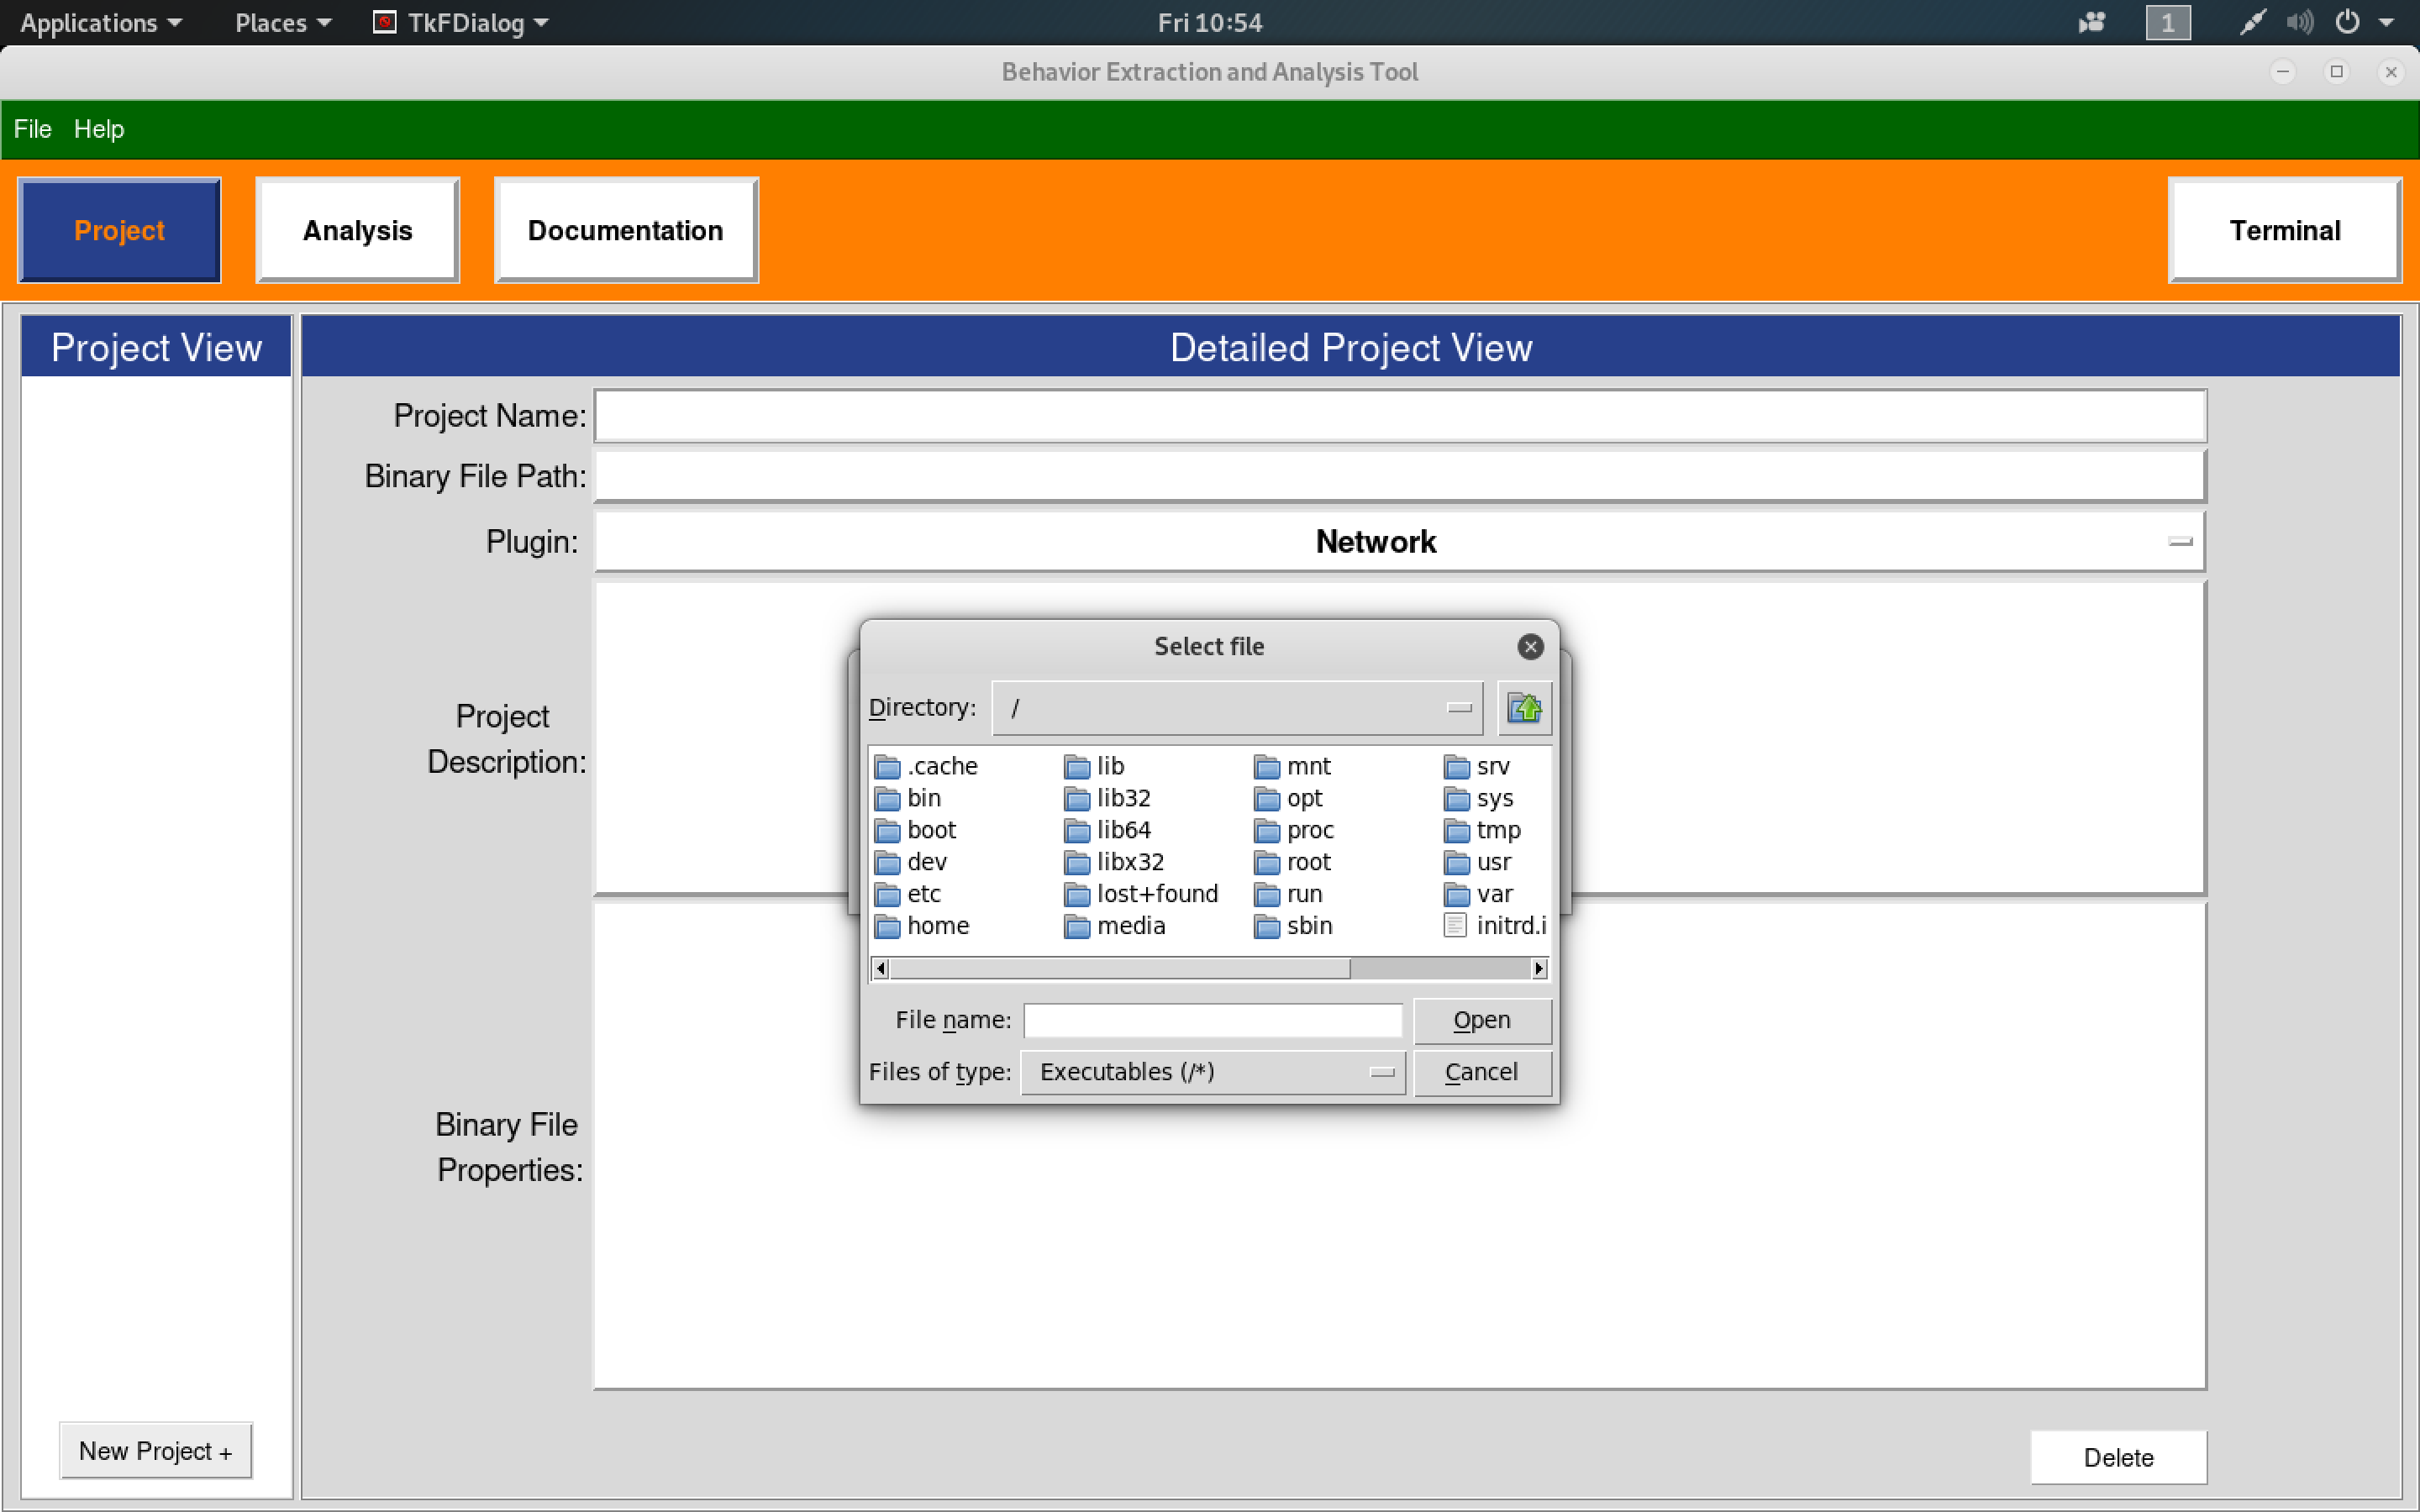 Applications Places TkFDialog Fri 10:54 1
Behavior Extraction and Analysis Tool
File Help
Project Analysis Documentation Terminal
Project View Detailed Project View
Project Name:
Binary File Path:
Plugin: Network
Project
Description:
Select file
Directory: /
.cache lib mnt srv
bin lib32 opt sys
boot lib64 proc tmp
dev libx32 root usr
etc lost+found run var
home media sbin initrd.i
File name: Open
Files of type: Executables (/*) Cancel
Binary File
Properties:
New Project + Delete